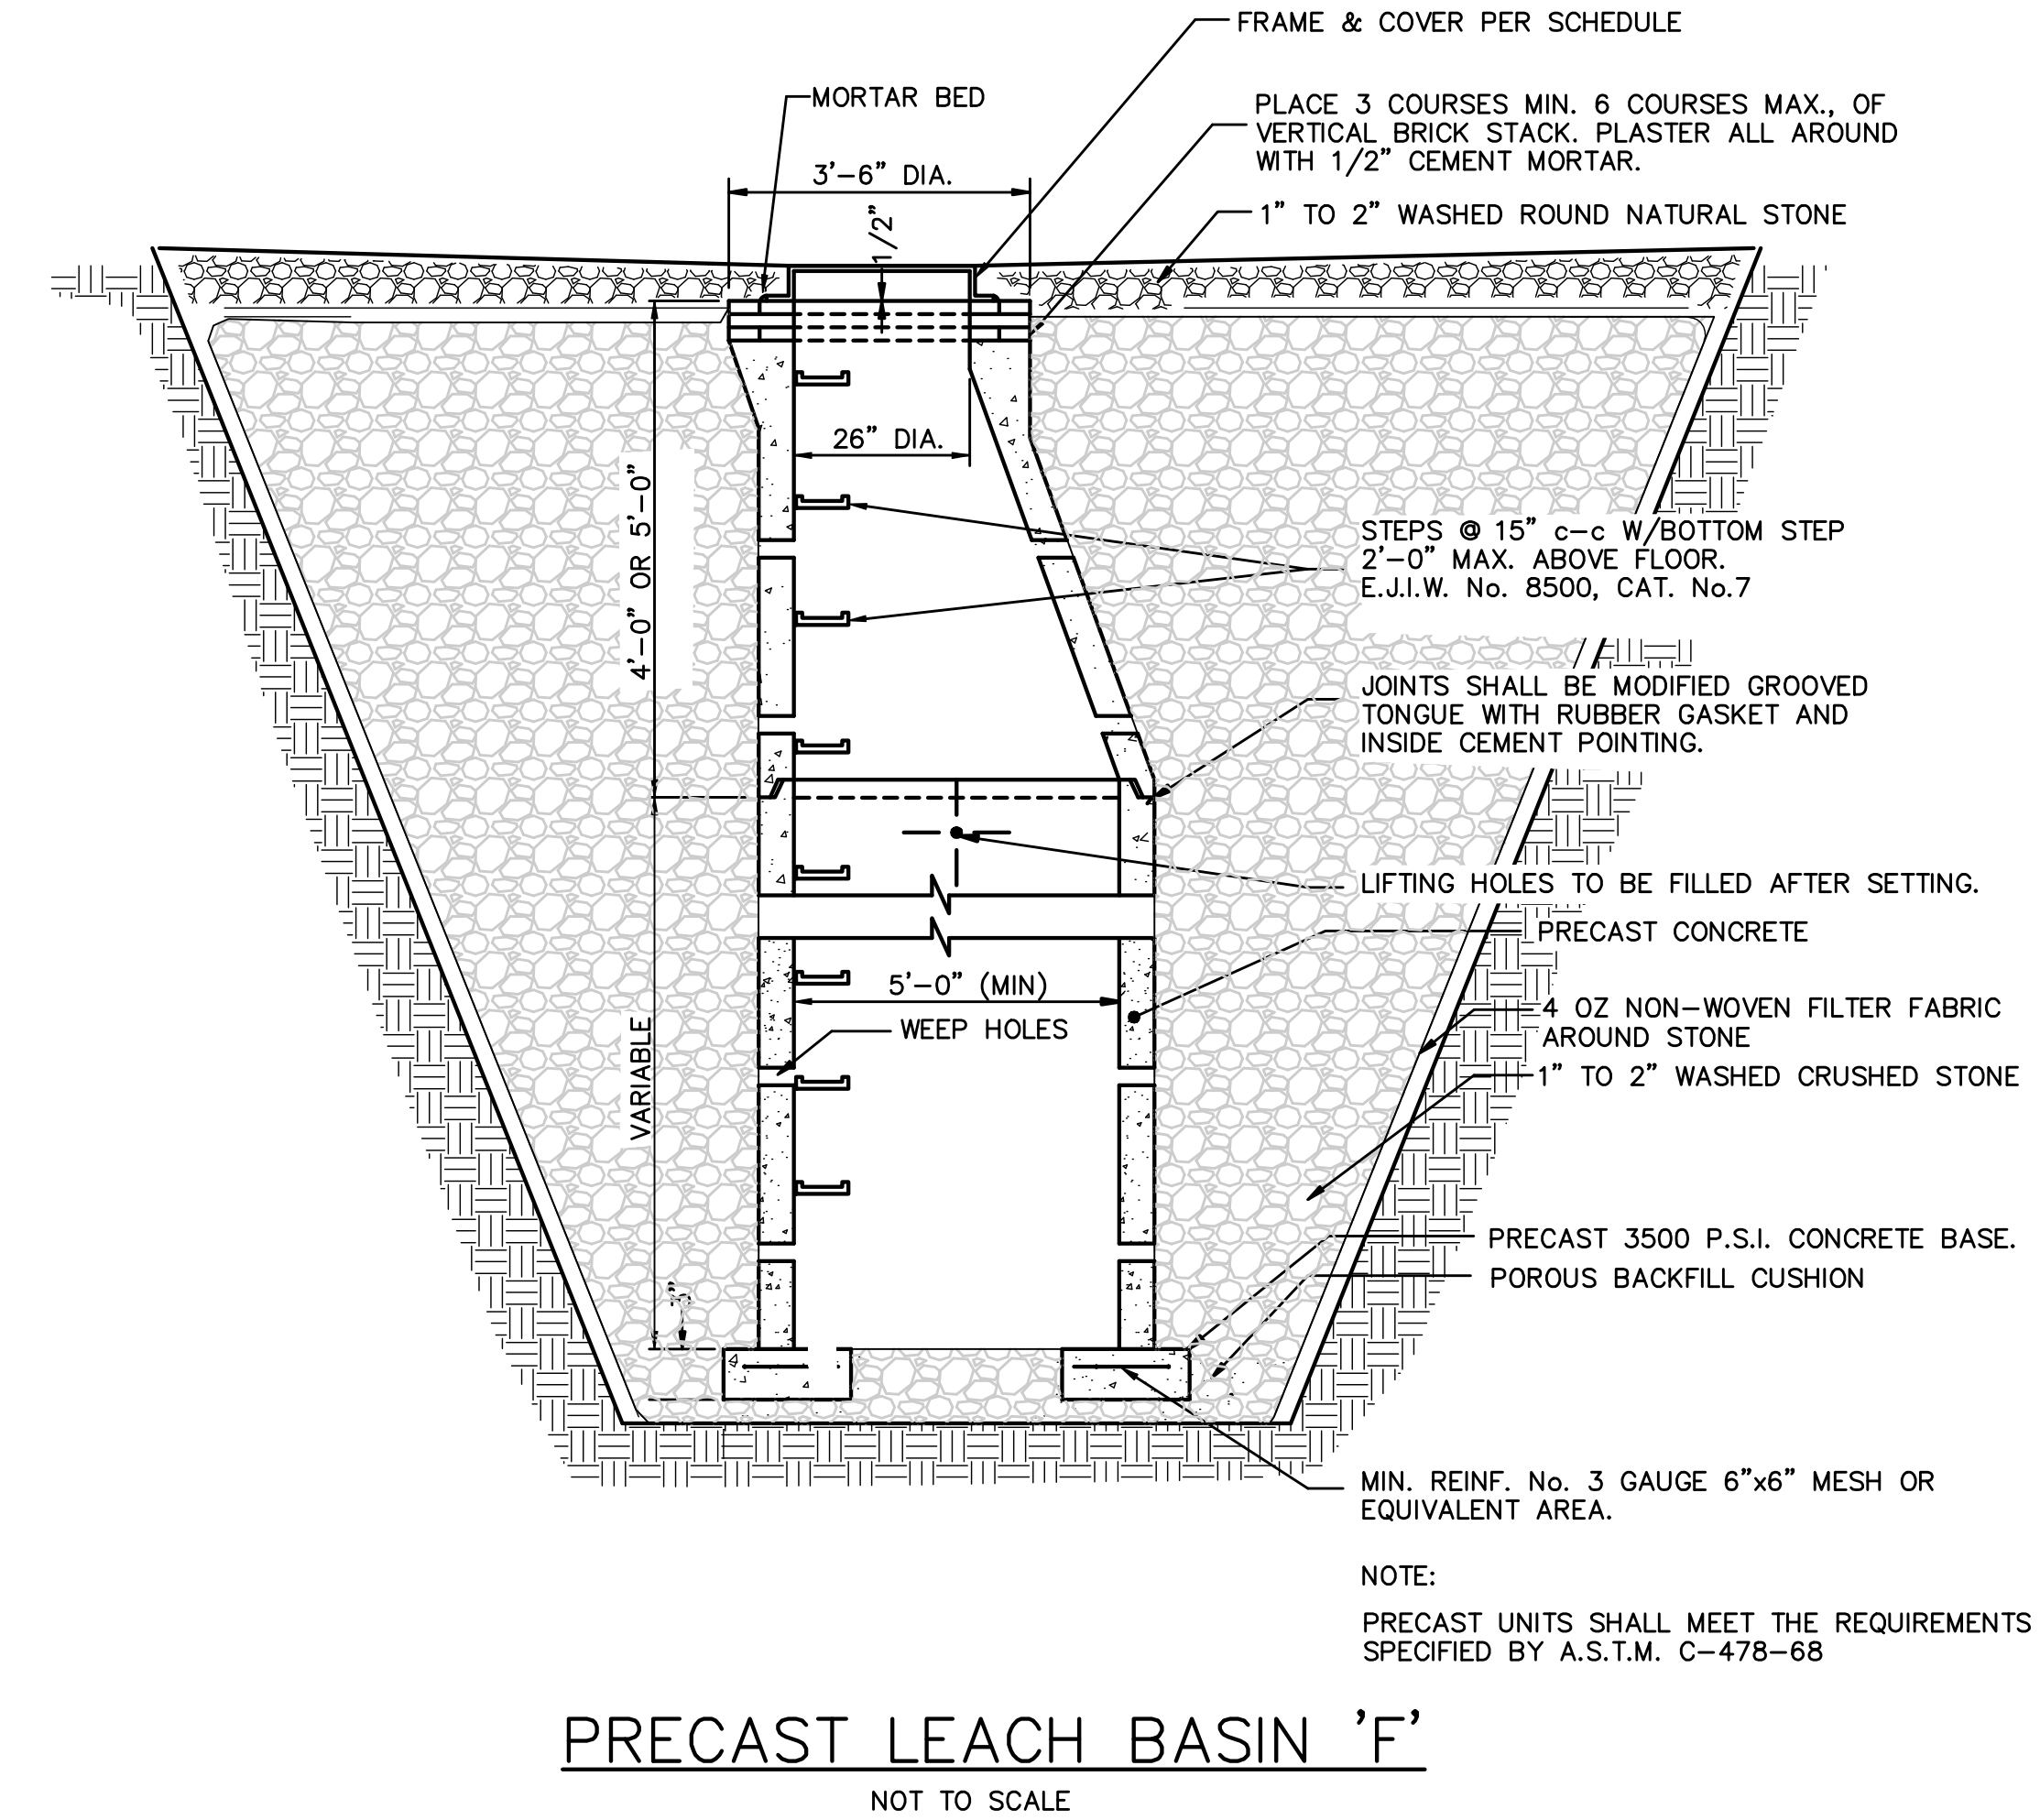 FRAME & COVER PER SCHEDULE
MORTAR BED
PLACE 3 COURSES MIN. 6 COURSES MAX., OF
VERTICAL BRICK STACK. PLASTER ALL AROUND
WITH 1/2" CEMENT MORTAR.
3'-6" DIA.
1/2"
1" TO 2" WASHED ROUND NATURAL STONE
26" DIA.
4'-0" OR 5'-0"
STEPS @ 15" c-c W/BOTTOM STEP
2'-0" MAX. ABOVE FLOOR.
E.J.I.W. No. 8500, CAT. No.7
JOINTS SHALL BE MODIFIED GROOVED
TONGUE WITH RUBBER GASKET AND
INSIDE CEMENT POINTING.
LIFTING HOLES TO BE FILLED AFTER SETTING.
PRECAST CONCRETE
5'-0" (MIN)
WEEP HOLES
VARIABLE
4 OZ NON-WOVEN FILTER FABRIC
AROUND STONE
1" TO 2" WASHED CRUSHED STONE
PRECAST 3500 P.S.I. CONCRETE BASE.
POROUS BACKFILL CUSHION
MIN. REINF. No. 3 GAUGE 6"x6" MESH OR
EQUIVALENT AREA.
NOTE:
PRECAST UNITS SHALL MEET THE REQUIREMENTS
SPECIFIED BY A.S.T.M. C-478-68
PRECAST LEACH BASIN 'F'
NOT TO SCALE